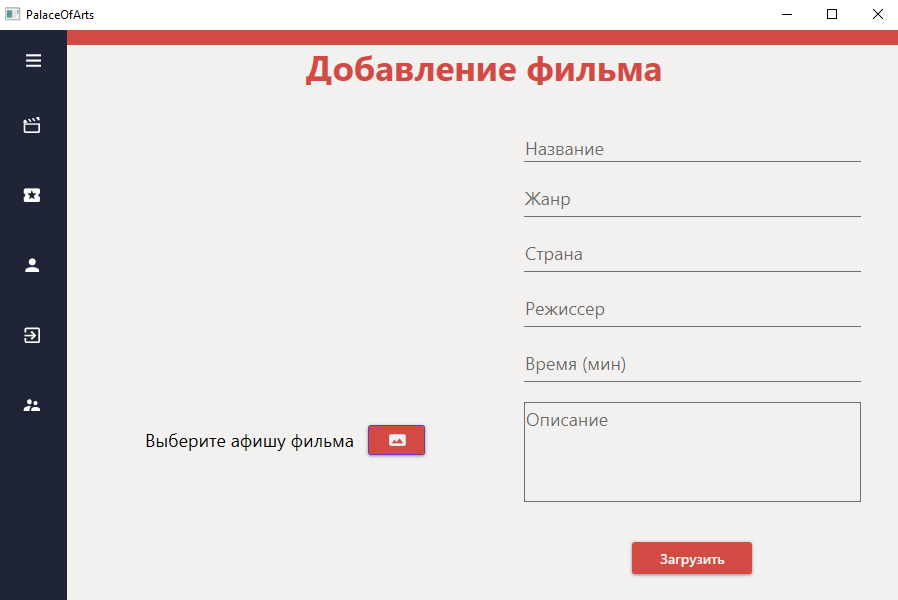 PalaceOfArts
Добавление фильма
Название
Жанр
Страна
Режиссер
Время (мин)
Описание
Выберите афишу фильма
Загрузить